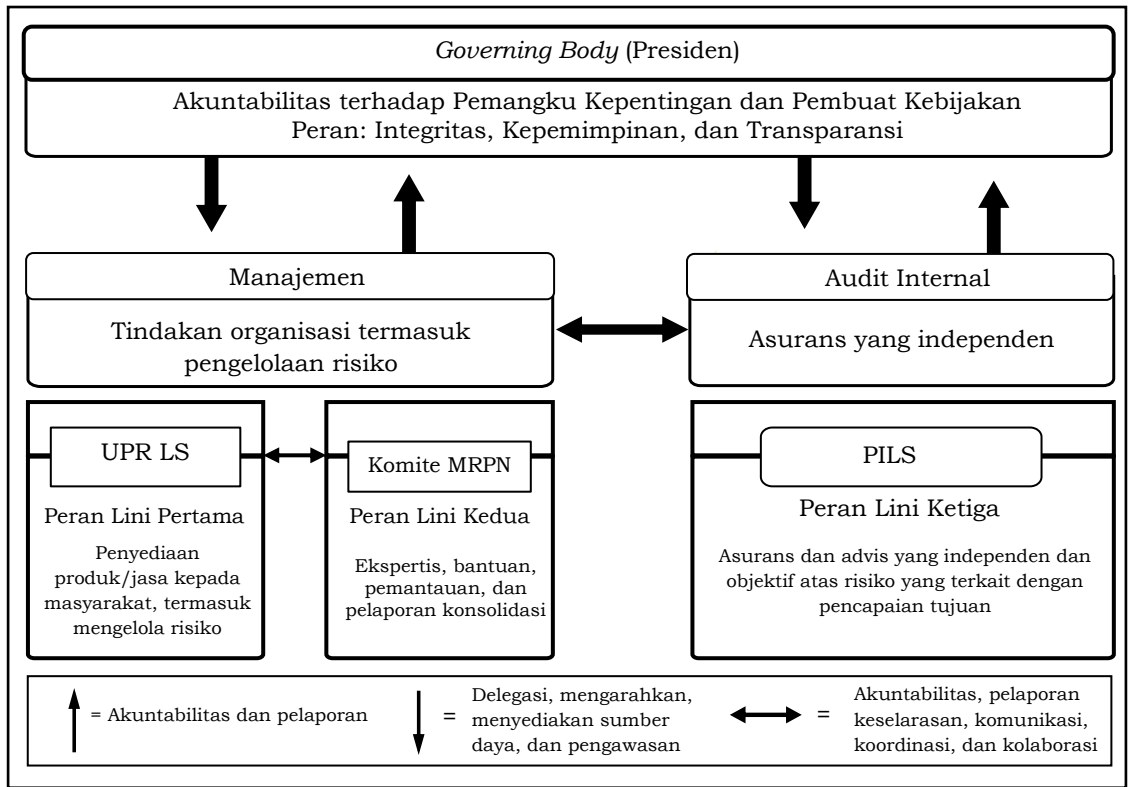 Governing Body (Presiden)
Akuntabilitas terhadap Pemangku Kepentingan dan Pembuat Kebijakan
Peran: Integritas, Kepemimpinan, dan Transparansi
Manajemen
Tindakan organisasi termasuk
pengelolaan risiko
Audit Internal
Asurans yang independen
UPR LS
Peran Lini Pertama
Penyediaan
produk/jasa kepada
masyarakat, termasuk
mengelola risiko
Komite MRPN
Peran Lini Kedua
Ekspertis, bantuan,
pemantauan, dan
pelaporan konsolidasi
PILS
Peran Lini Ketiga
Asurans dan advis yang independen dan
objektif atas risiko yang terkait dengan
pencapaian tujuan
= Akuntabilitas dan pelaporan
= Delegasi, mengarahkan,
menyediakan sumber
daya, dan pengawasan
= Akuntabilitas, pelaporan
keselarasan, komunikasi,
koordinasi, dan kolaborasi